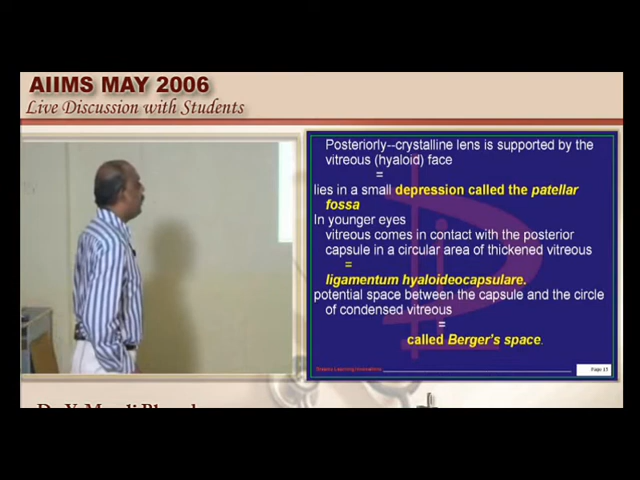 AIIMS MAY 2006
Live Discussion with Students
Posteriorly--crystalline lens is supported by the
vitreous (hyaloid) face
=
lies in a small depression called the patellar
fossa
In younger eyes
vitreous comes in contact with the posterior
capsule in a circular area of thickened vitreous
=
ligamentum hyaloideocapsulare.
potential space between the capsule and the circle
of condensed vitreous
=
called Berger's space.
Page 13